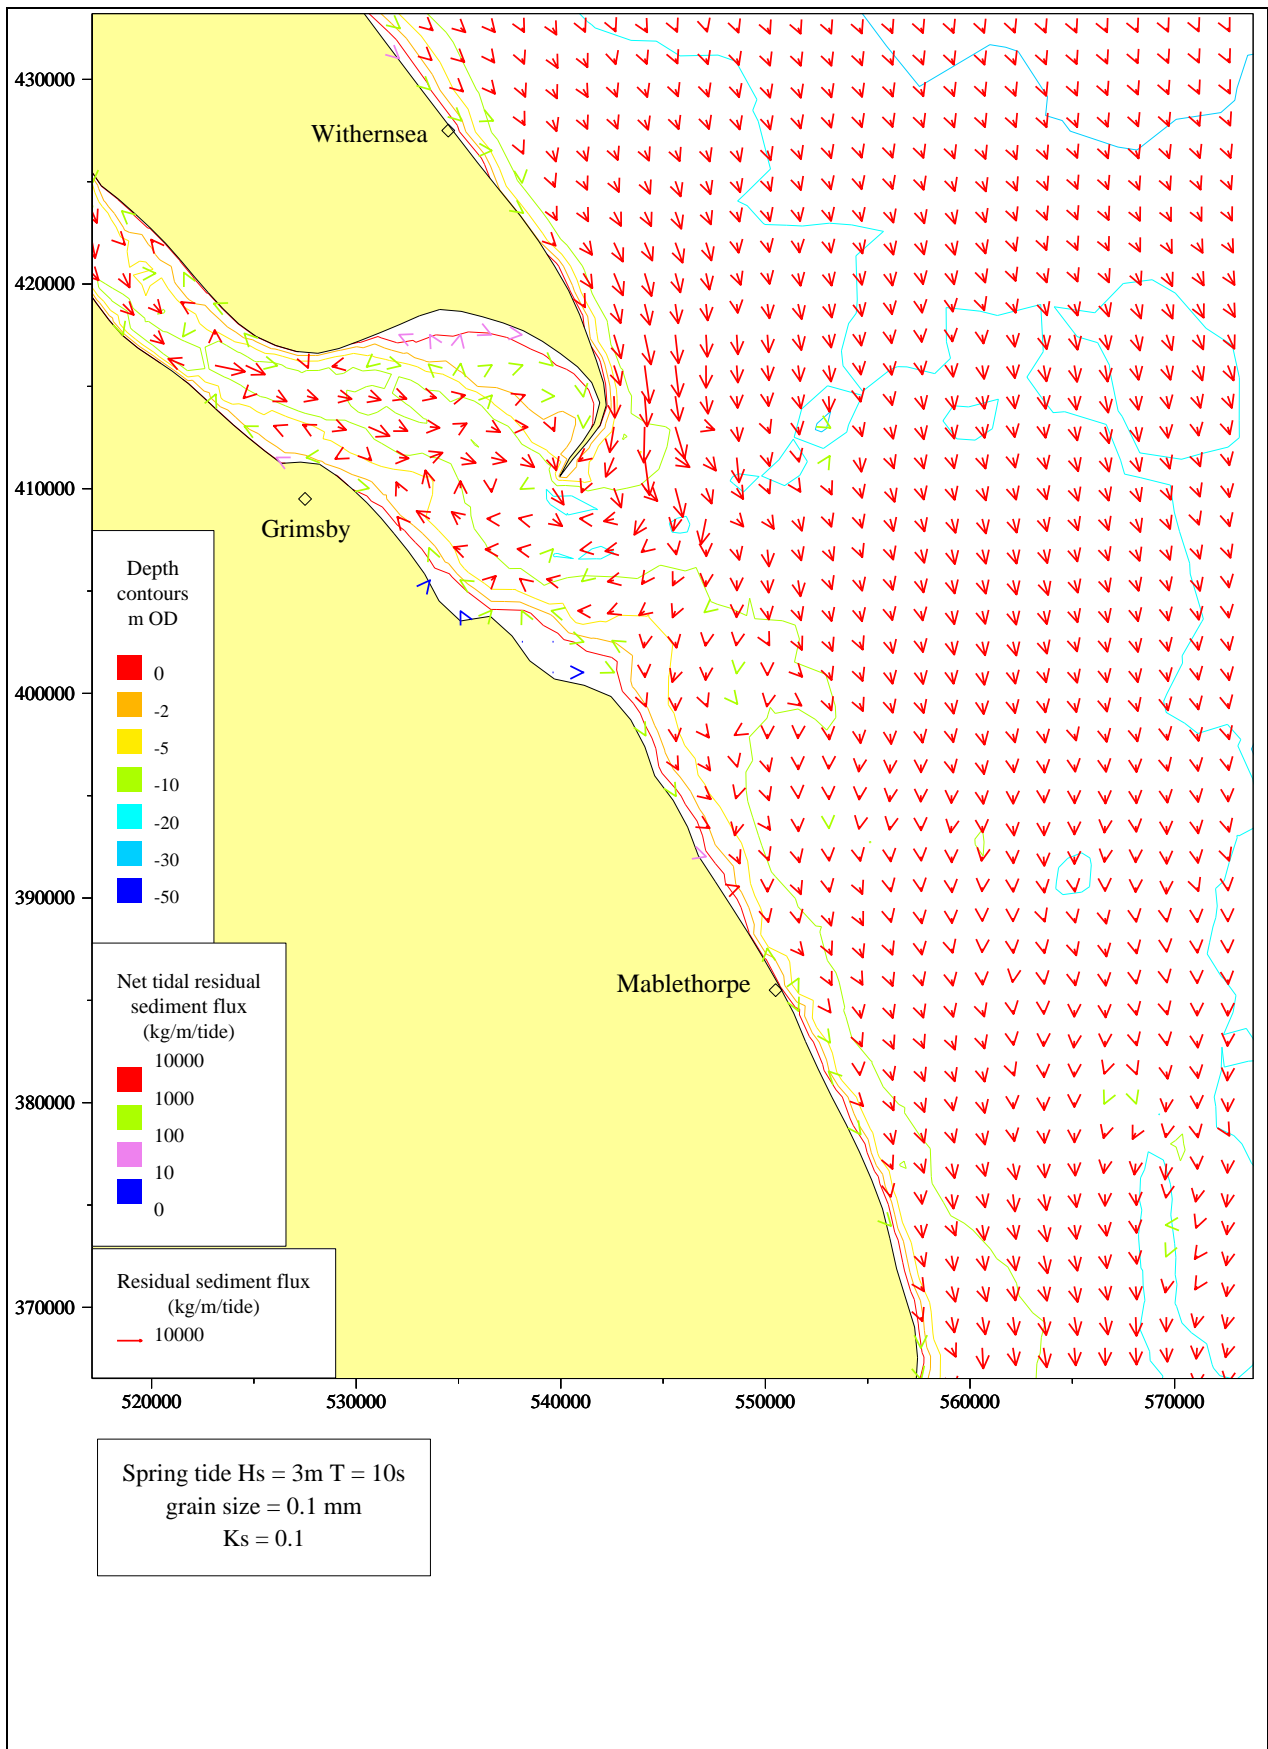 430000
Withernsea
420000
410000
Grimsby
Depth
contours
m OD
0
-2
-5
-10
-20
-30
-50
400000
390000
Net tidal residual
sediment flux
(kg/m/tide)
10000
1000
100
10
0
Mablethorpe
380000
Residual sediment flux
(kg/m/tide)
10000
370000
520000 530000 540000 550000 560000 570000
Spring tide Hs = 3m T = 10s
grain size = 0.1 mm
Ks = 0.1